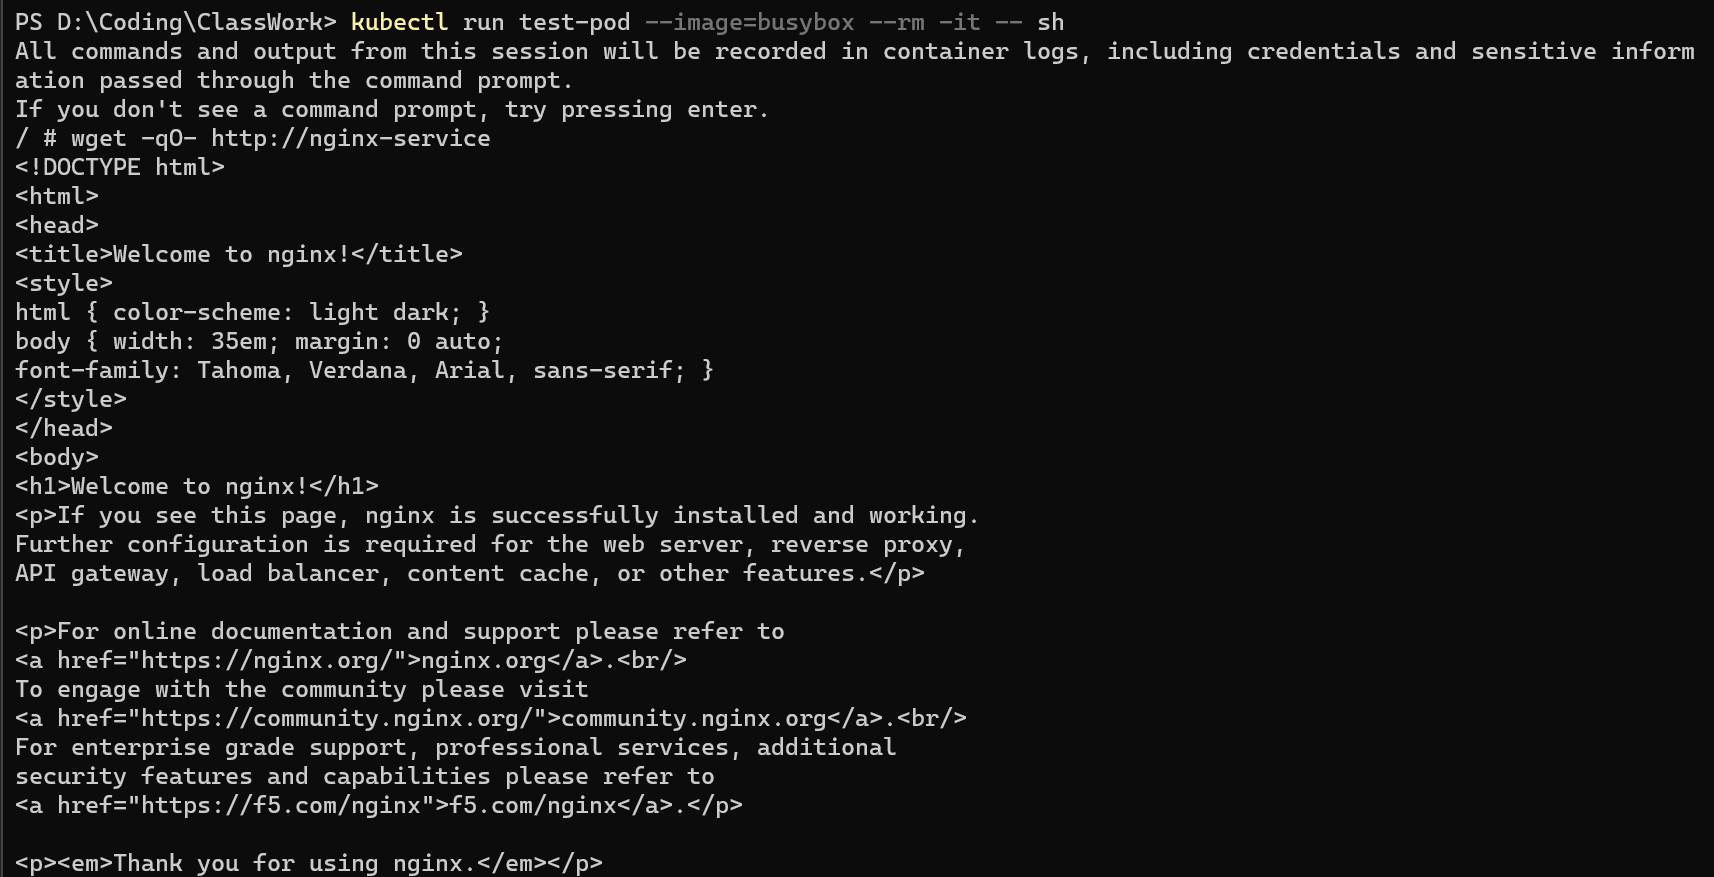 PS D:\Coding\ClassWork> kubectl run test-pod --image=busybox --rm -it -- sh
All commands and output from this session will be recorded in container logs, including credentials and sensitive inform
ation passed through the command prompt.
If you don't see a command prompt, try pressing enter.
/ # wget -qO- http://nginx-service
<!DOCTYPE html>
<html>
<head>
<title>Welcome to nginx!</title>
<style>
html { color-scheme: light dark; }
body { width: 35em; margin: 0 auto;
font-family: Tahoma, Verdana, Arial, sans-serif; }
</style>
</head>
<body>
<h1>Welcome to nginx!</h1>
<p>If you see this page, nginx is successfully installed and working.
Further configuration is required for the web server, reverse proxy,
API gateway, load balancer, content cache, or other features.</p>

<p>For online documentation and support please refer to
<a href="https://nginx.org/">nginx.org</a>.<br/>
To engage with the community please visit
<a href="https://community.nginx.org/">community.nginx.org</a>.<br/>
For enterprise grade support, professional services, additional
security features and capabilities please refer to
<a href="https://f5.com/nginx">f5.com/nginx</a>.</p>

<p><em>Thank you for using nginx.</em></p>